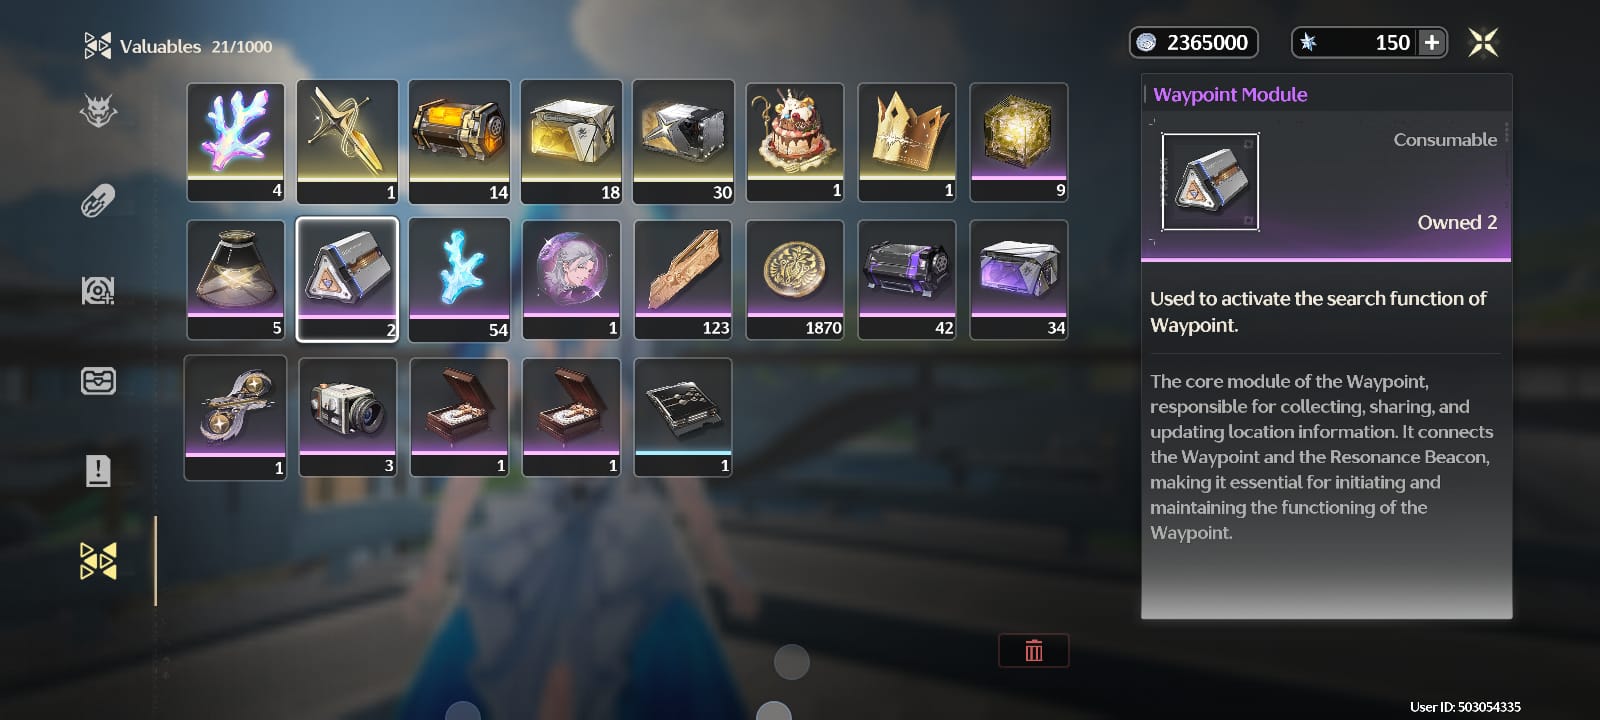 Valuables 21/1000
2365000
150
4
1
14
18
30
1
1
9
5
2
54
1
123
1870
42
34
1
3
1
1
1
Waypoint Module
Consumable
Owned 2
Used to activate the search function of
Waypoint.
The core module of the Waypoint,
responsible for collecting, sharing, and
updating location information. It connects
the Waypoint and the Resonance Beacon,
making it essential for initiating and
maintaining the functioning of the
Waypoint.
User ID: 503054335